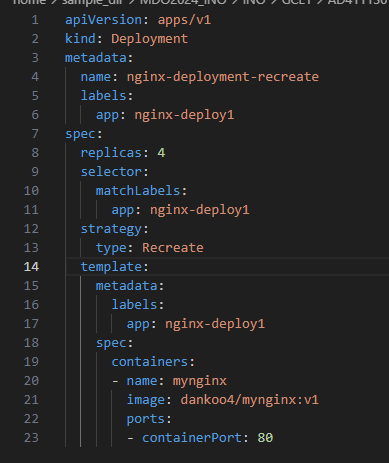 home > sample_dir > MDO2024_INO > INO > GCL1 >
1 apiVersion: apps/v1
2 kind: Deployment
3 metadata:
4   name: nginx-deployment-recreate
5   labels:
6     app: nginx-deploy1
7 spec:
8   replicas: 4
9   selector:
10     matchLabels:
11       app: nginx-deploy1
12   strategy:
13     type: Recreate
14   template:
15     metadata:
16       labels:
17         app: nginx-deploy1
18     spec:
19       containers:
20       - name: mynginx
21         image: dankoo4/mynginx:v1
22         ports:
23         - containerPort: 80